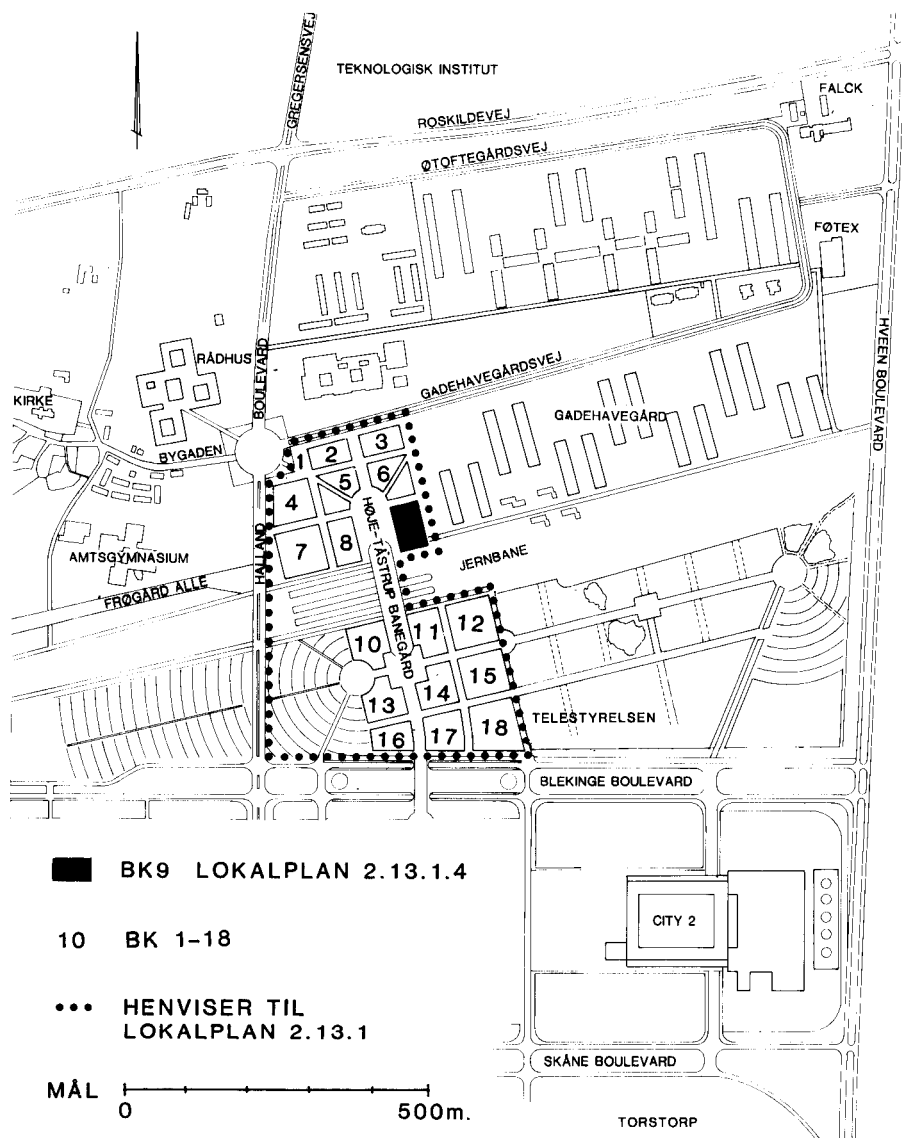 TEKNOLOGISK INSTITUT
GREGERSENSVEJ
FALCK
ROSKILDEVEJ
ØTOFTEGÅRDSVEJ
FØTEX
HVEEN BOULEVARD
RÅDHUS
BOULEVARD
KIRKE
GADEHAVEGÅRDSVEJ
GADEHAVEGÅRD
BYGADEN
1
2
3
4
5
6
7
8
HØJE-TÅSTRUP BANEGÅRD
AMTSGYMNASIUM
HALLAND
JERNBANE
FRØGÅRD ALLE
10
11
12
13
14
15
16
17
18
TELESTYRELSEN
BLEKINGE BOULEVARD
BK9 LOKALPLAN 2.13.1.4
CITY 2
10 BK 1-18
HENVISER TIL
LOKALPLAN 2.13.1
SKÅNE BOULEVARD
MÅL
0 500m.
TORSTORP